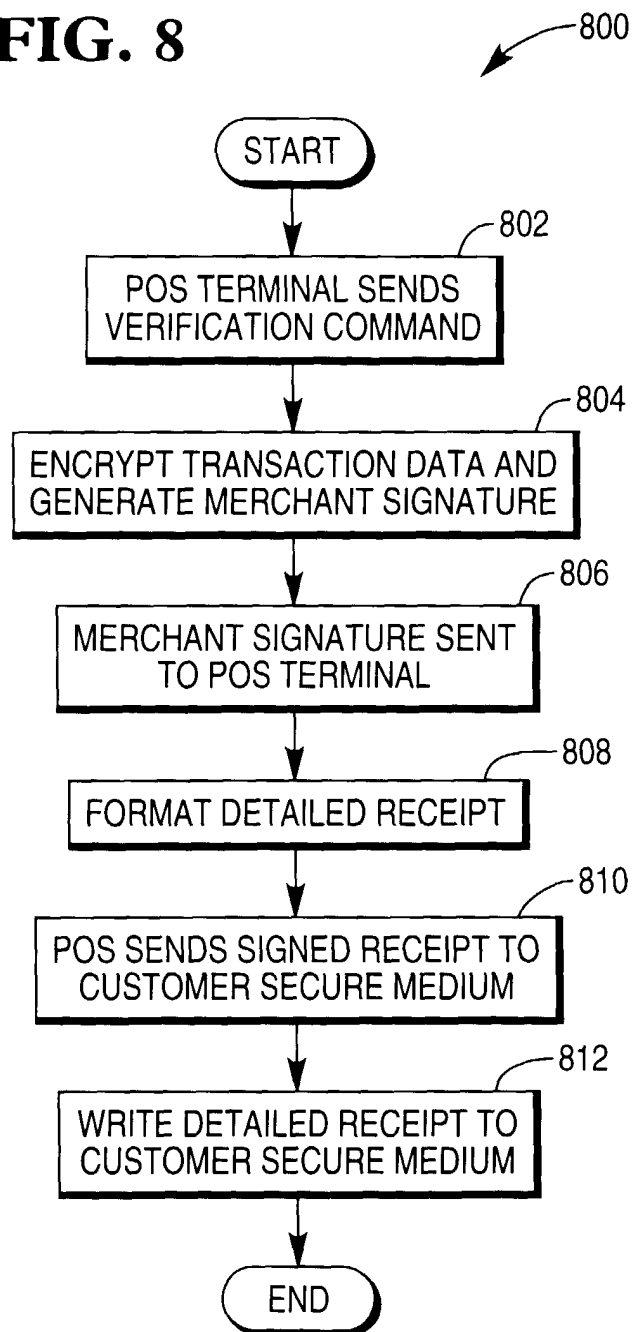 FIG. 8
800
START
802
POS TERMINAL SENDS
VERIFICATION COMMAND
804
ENCRYPT TRANSACTION DATA AND
GENERATE MERCHANT SIGNATURE
806
MERCHANT SIGNATURE SENT
TO POS TERMINAL
808
FORMAT DETAILED RECEIPT
810
POS SENDS SIGNED RECEIPT TO
CUSTOMER SECURE MEDIUM
812
WRITE DETAILED RECEIPT TO
CUSTOMER SECURE MEDIUM
END